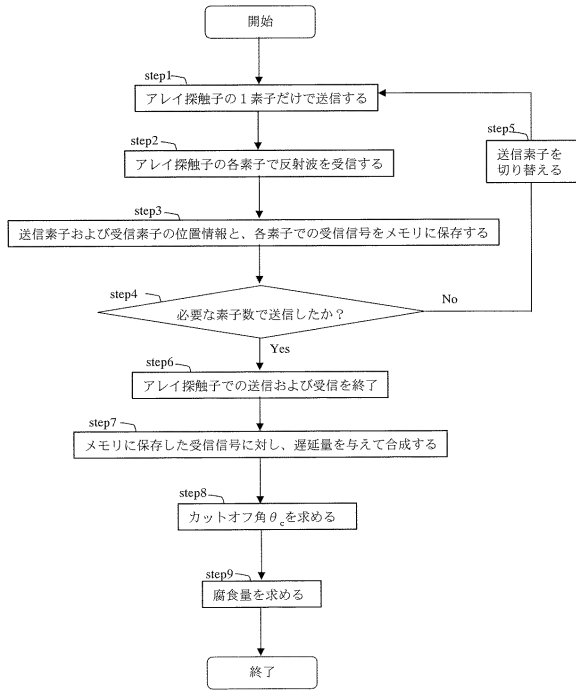 開始
step1
アレイ探触子の1素子だけで送信する
step2
アレイ探触子の各素子で反射波を受信する
step3
送信素子および受信素子の位置情報と、各素子での受信信号をメモリに保存する
step4
必要な素子数で送信したか?
No
step5
送信素子を
切り替える
Yes
step6
アレイ探触子での送信および受信を終了
step7
メモリに保存した受信信号に対し、遅延量を与えて合成する
step8
カットオフ角θcを求める
step9
腐食量を求める
終了